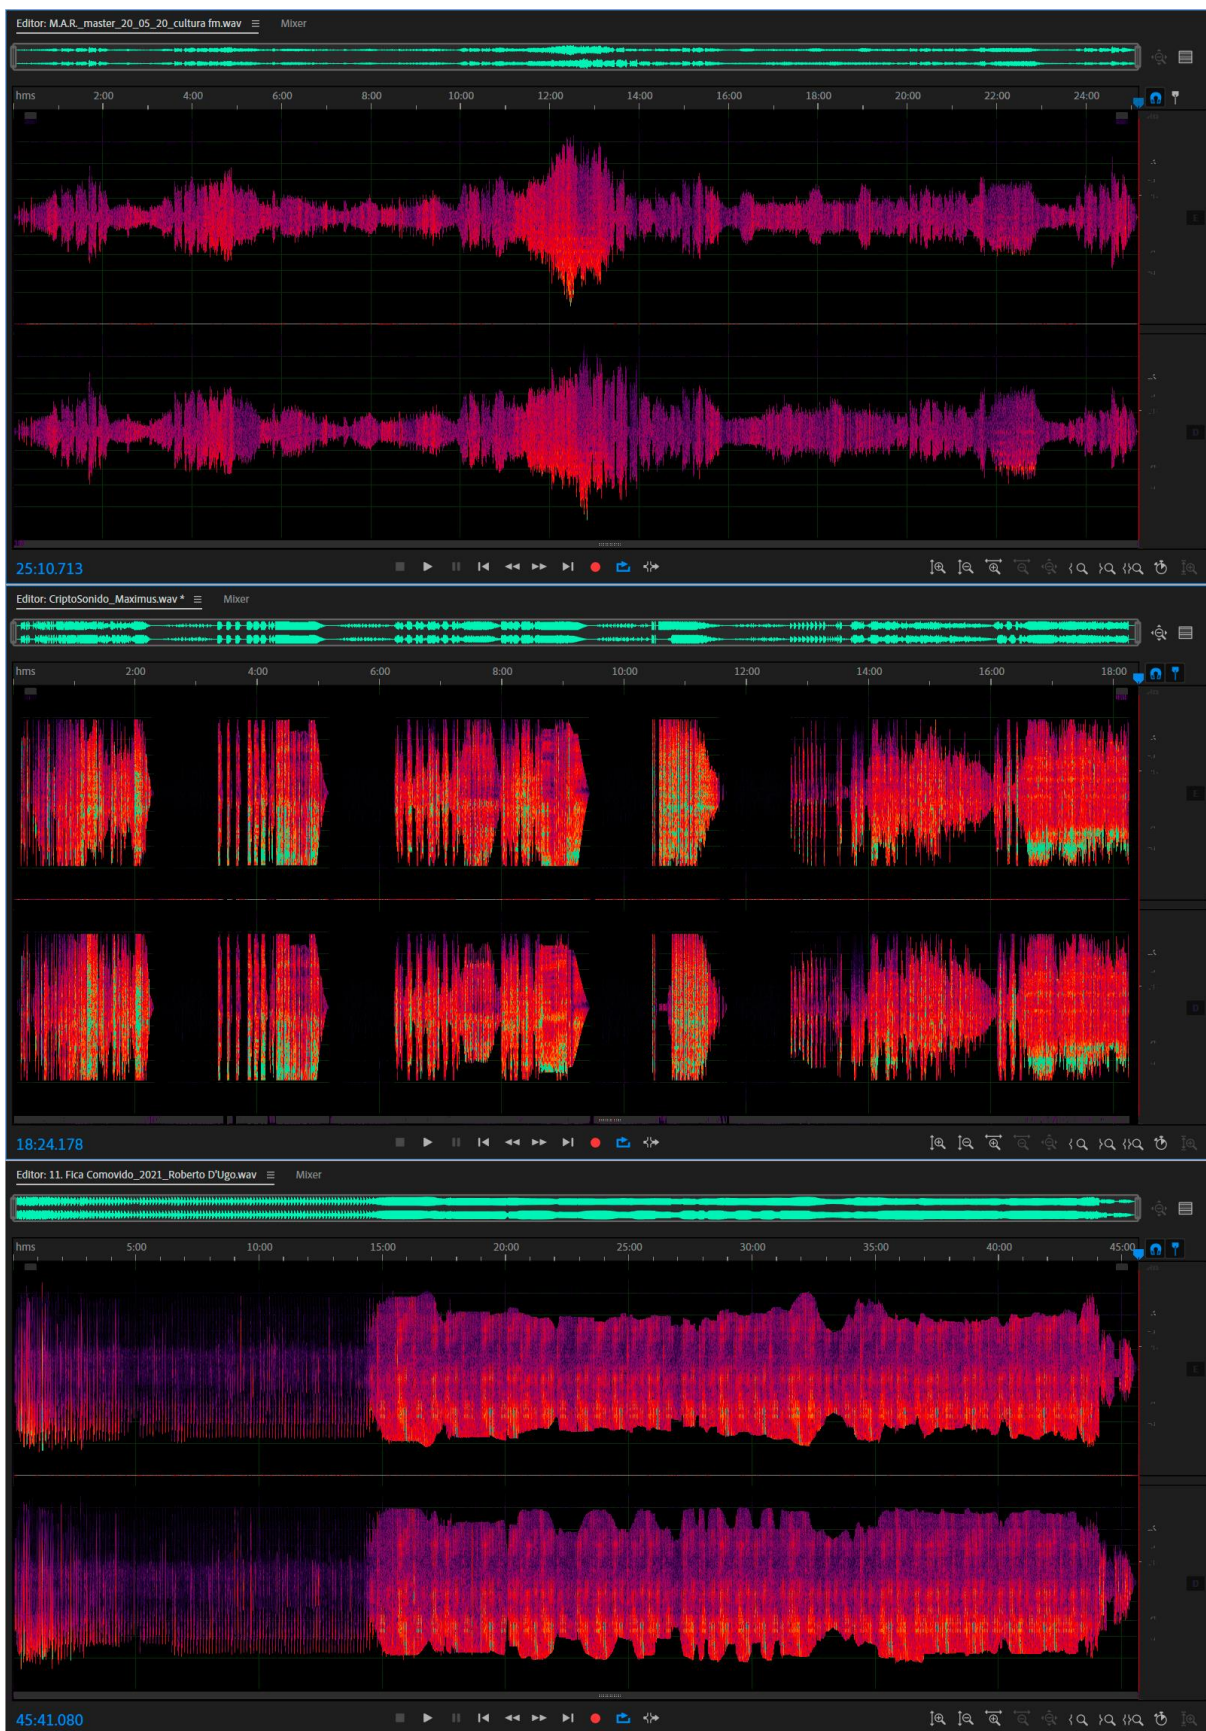 Editor: M.A.R._master_20_05_20_cultura fm.wav Mixer
hms 2:00 4:00 6:00 8:00 10:00 12:00 14:00 16:00 18:00 20:00 22:00 24:00
E
D
25:10.713
Editor: CriptoSonido_Maximus.wav * Mixer
hms 2:00 4:00 6:00 8:00 10:00 12:00 14:00 16:00 18:00
E
D
18:24.178
Editor: 11. Fica Comovido_2021_Roberto D'Ugo.wav Mixer
hms 5:00 10:00 15:00 20:00 25:00 30:00 35:00 40:00 45:00
E
D
45:41.080